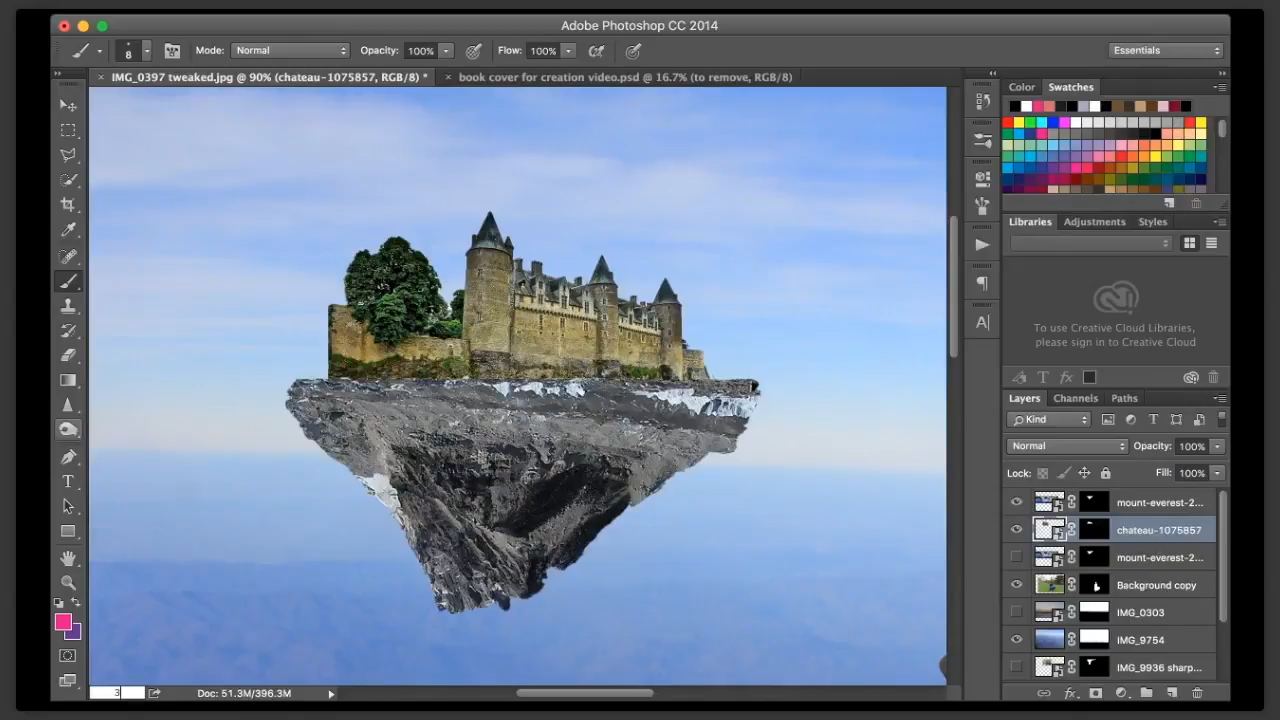 Adobe Photoshop CC 2014
8 Mode: Normal Opacity: 100% Flow: 100% Essentials
IMG_0397 tweaked.jpg @ 90% (chateau-1075857, RGB/8) * book cover for creation video.psd @ 16.7% (to remove, RGB/8)
Color Swatches
Libraries Adjustments Styles
To use Creative Cloud Libraries,
please sign in to Creative Cloud
Layers Channels Paths
Kind
Normal Opacity: 100%
Lock: Fill: 100%
mount-everest-2...
chateau-1075857
mount-everest-2...
Background copy
IMG_0303
IMG_9754
IMG_9936 sharp...
3 Doc: 51.3M/396.3M